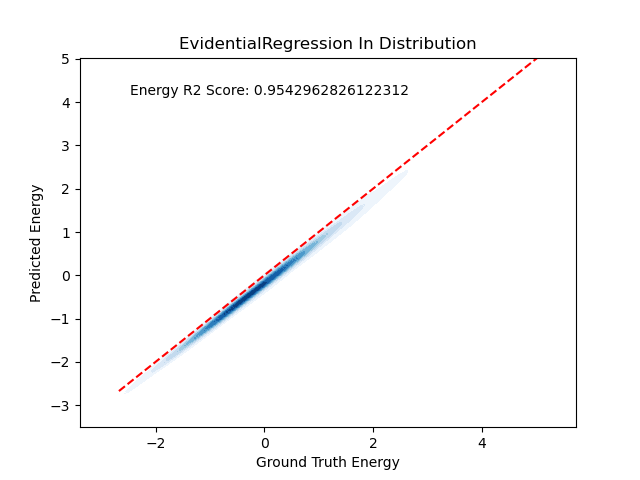 EvidentialRegression In Distribution
Energy R2 Score: 0.9542962826122312
5
4
3
2
1
0
−1
−2
−3
Predicted Energy
−2 0 2 4
Ground Truth Energy